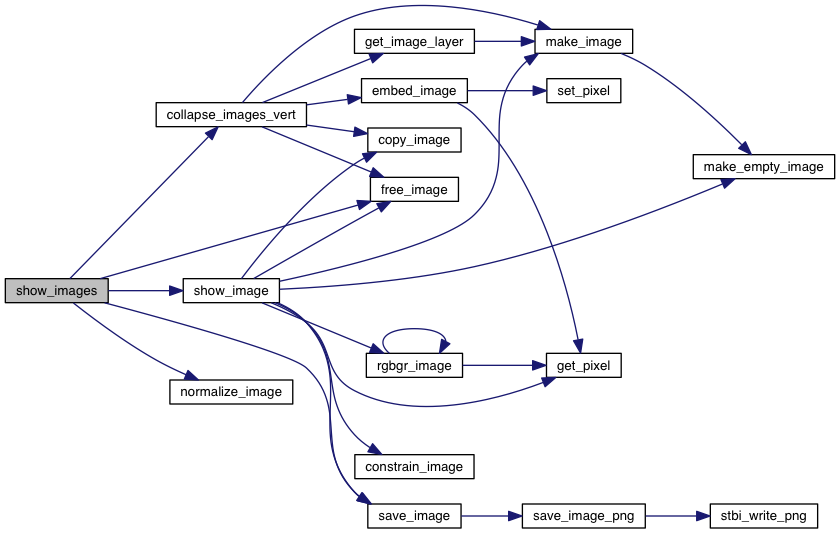 get_image_layer
make_image
embed_image
set_pixel
collapse_images_vert
copy_image
make_empty_image
free_image
show_images
show_image
rgbgr_image
get_pixel
normalize_image
constrain_image
save_image
save_image_png
stbi_write_png